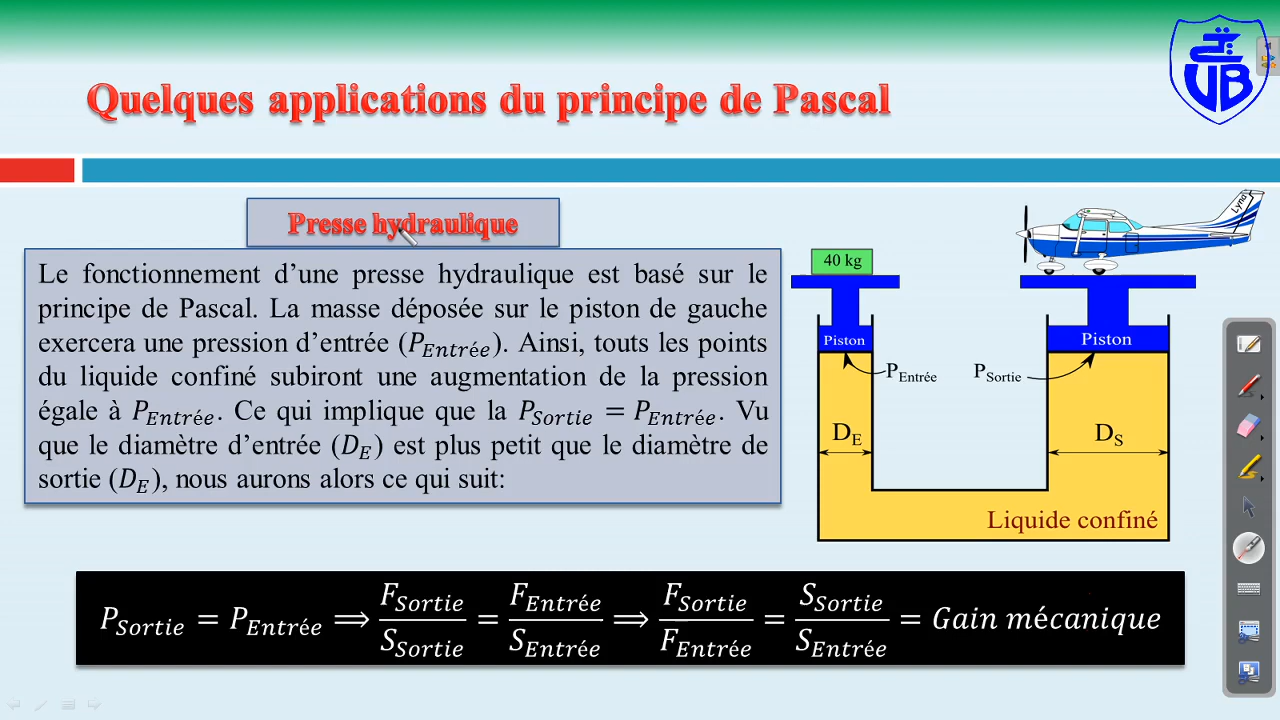 Quelques applications du principe de Pascal
UB
Presse hydraulique
Le fonctionnement d’une presse hydraulique est basé sur le
principe de Pascal. La masse déposée sur le piston de gauche
exercera une pression d’entrée (P_Entrée). Ainsi, touts les points
du liquide confiné subiront une augmentation de la pression
égale à P_Entrée. Ce qui implique que la P_Sortie = P_Entrée. Vu
que le diamètre d’entrée (D_E) est plus petit que le diamètre de
sortie (D_E), nous aurons alors ce qui suit:
40 kg
Lyna
Piston
Piston
P_Entrée
P_Sortie
D_E
D_S
Liquide confiné
P_Sortie = P_Entrée ⟹ F_Sortie/S_Sortie = F_Entrée/S_Entrée ⟹ F_Sortie/F_Entrée = S_Sortie/S_Entrée = Gain mécanique